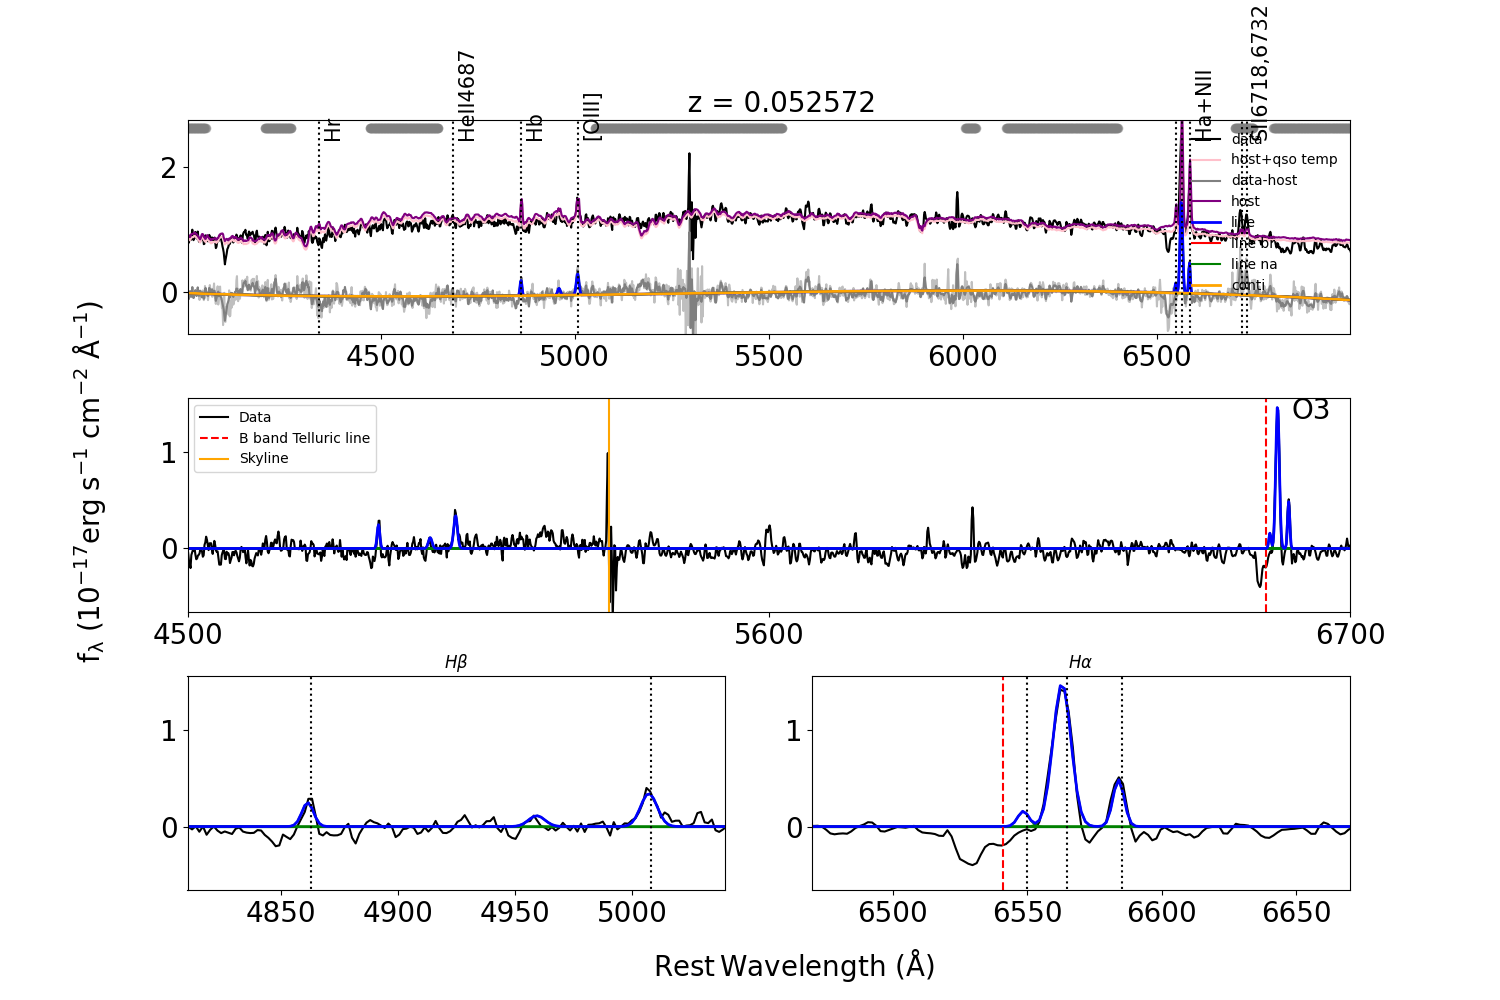 z = 0.052572
Hr
HeII4687
Hb
[OIII]
Ha+NII
SII6718,6732
data
host+qso temp
data-host
host
line
line br
line na
conti
2
0
4500
5000
5500
6000
6500
Data
B band Telluric line
Skyline
O3
1
0
4500
5600
6700
fλ (10⁻¹⁷erg s⁻¹ cm⁻² Å⁻¹)
Hβ
1
0
4850
4900
4950
5000
Hα
1
0
6500
6550
6600
6650
Rest Wavelength (Å)